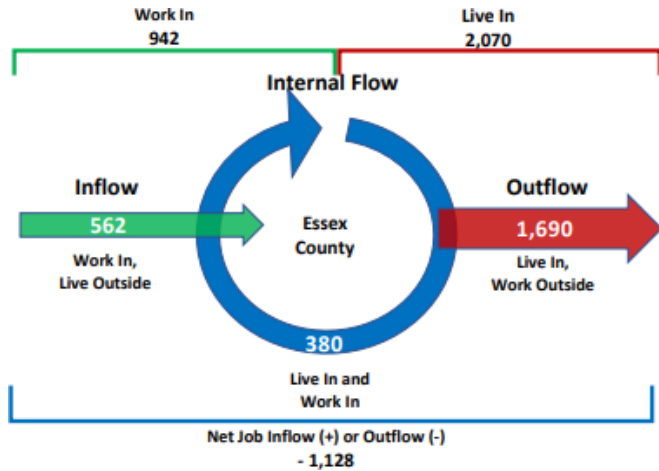 Work In
942
Live In
2,070
Internal Flow
Inflow
562
Work In,
Live Outside
Essex
County
Outflow
1,690
Live In,
Work Outside
380
Live In and
Work In
Net Job Inflow (+) or Outflow (-)
- 1,128